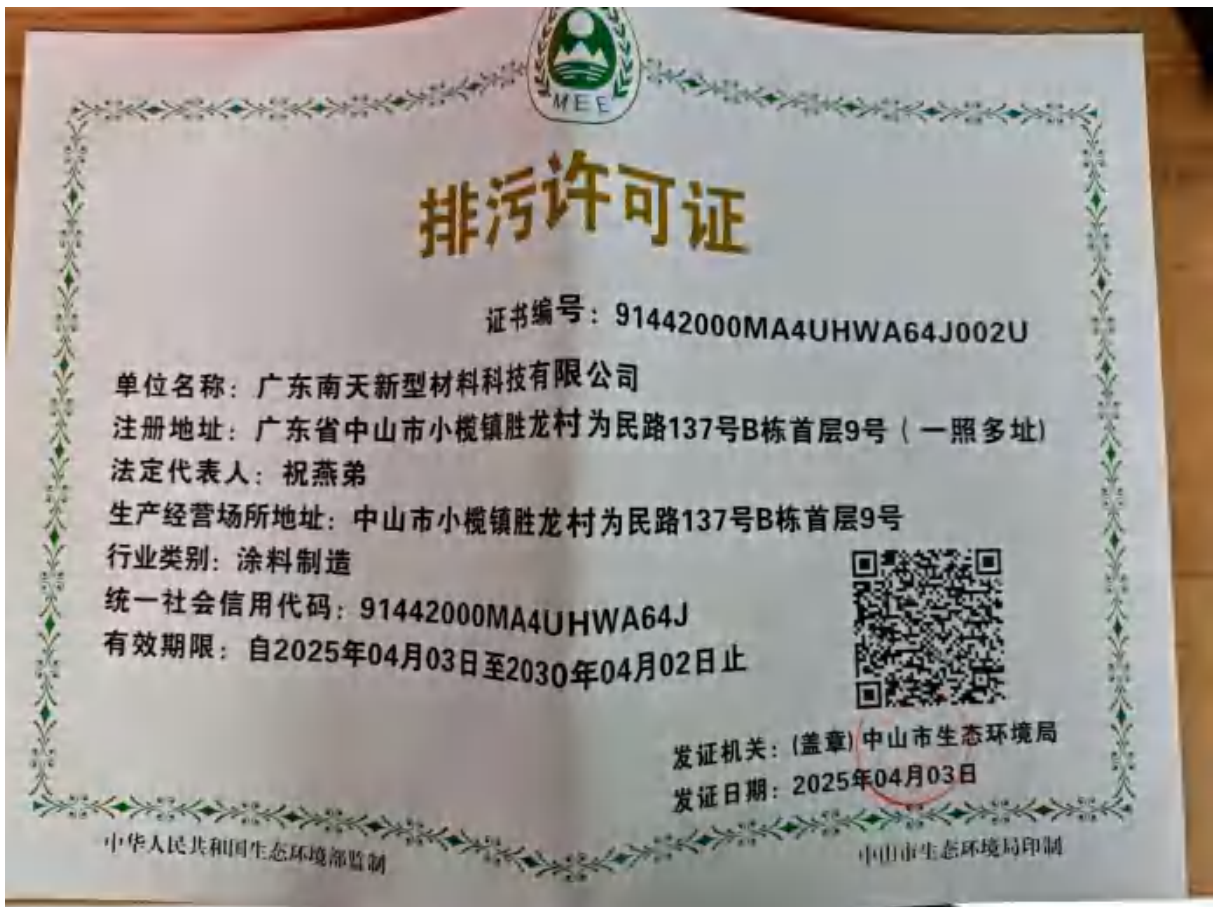 MEE
排污许可证
证书编号：91442000MA4UHWA64J002U
单位名称：广东南天新型材料科技有限公司
注册地址：广东省中山市小榄镇胜龙村为民路137号B栋首层9号（一照多址）
法定代表人：祝燕弟
生产经营场所地址：中山市小榄镇胜龙村为民路137号B栋首层9号
行业类别：涂料制造
统一社会信用代码：91442000MA4UHWA64J
有效期限：自2025年04月03日至2030年04月02日止
发证机关：(盖章)中山市生态环境局
发证日期：2025年04月03日
中华人民共和国生态环境部监制
中山市生态环境局印制